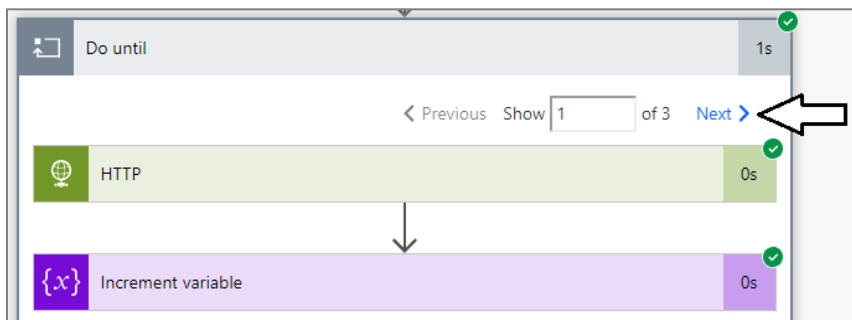 Do until 1s
Previous Show 1 of 3 Next
HTTP 0s
{x} Increment variable 0s